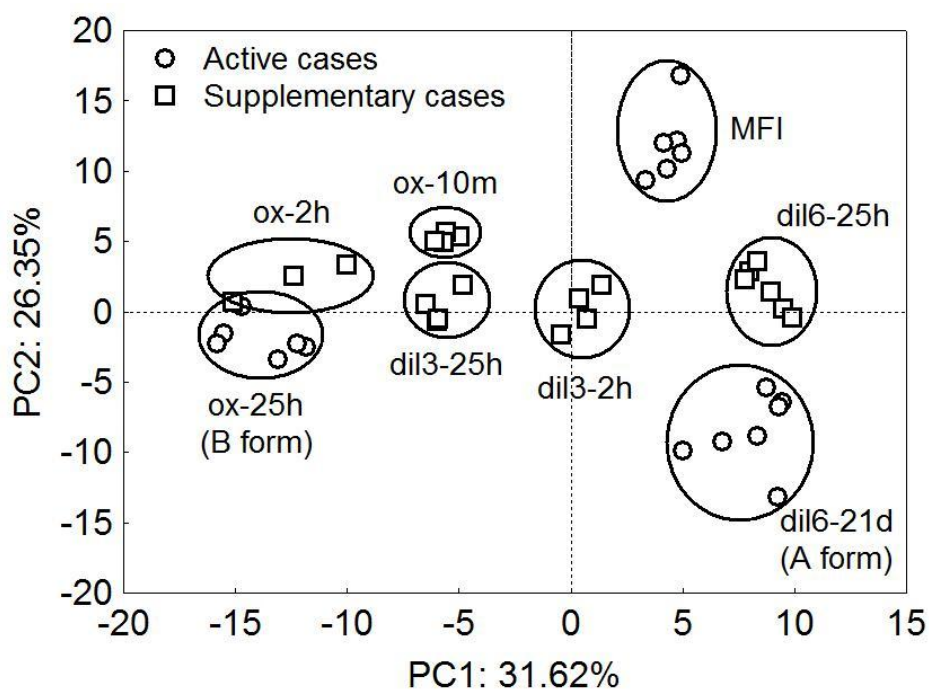 20
15
10
5
0
-5
-10
-15
-20
PC2: 26.35%
Active cases
Supplementary cases
MFI
ox-10m
ox-2h
dil6-25h
dil3-25h
dil3-2h
ox-25h
(B form)
dil6-21d
(A form)
-20 -15 -10 -5 0 5 10 15
PC1: 31.62%